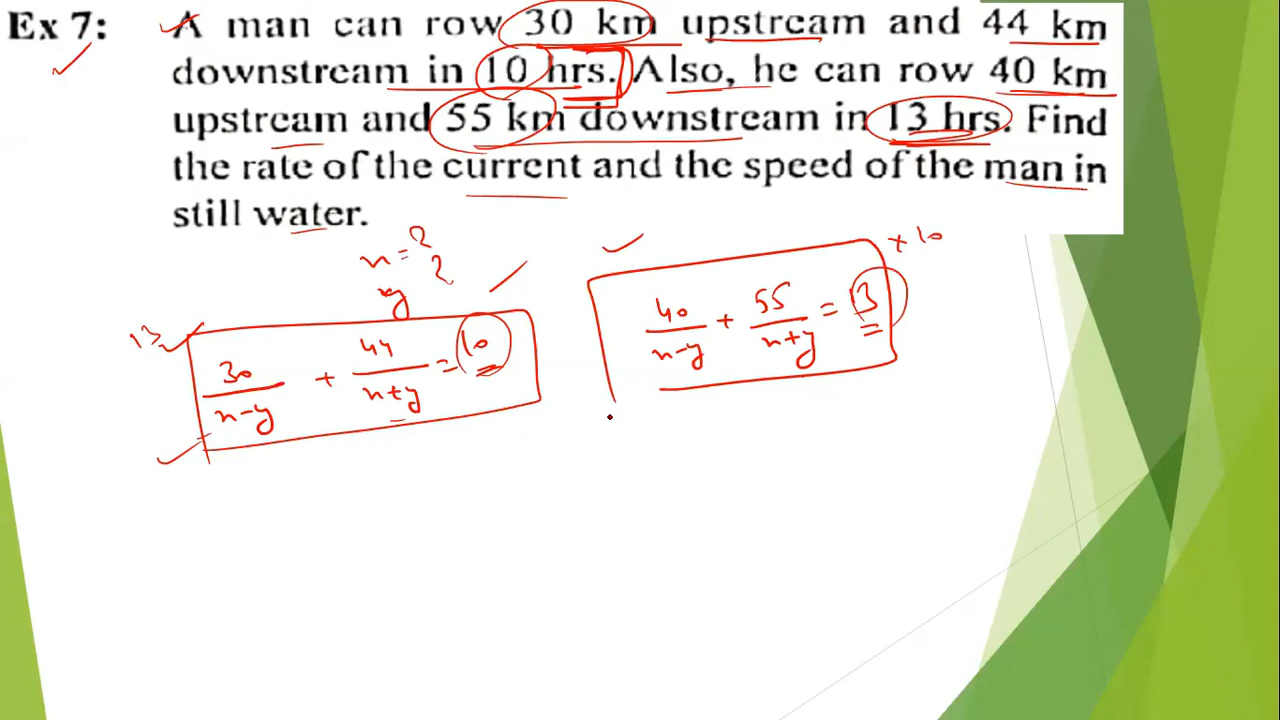 Ex 7: A man can row 30 km upstream and 44 km
downstream in 10 hrs. Also, he can row 40 km
upstream and 55 km downstream in 13 hrs. Find
the rate of the current and the speed of the man in
still water.
x = ?
y ?
30/(x-y) + 44/(x+y) = 10
40/(x-y) + 55/(x+y) = 13
× 10